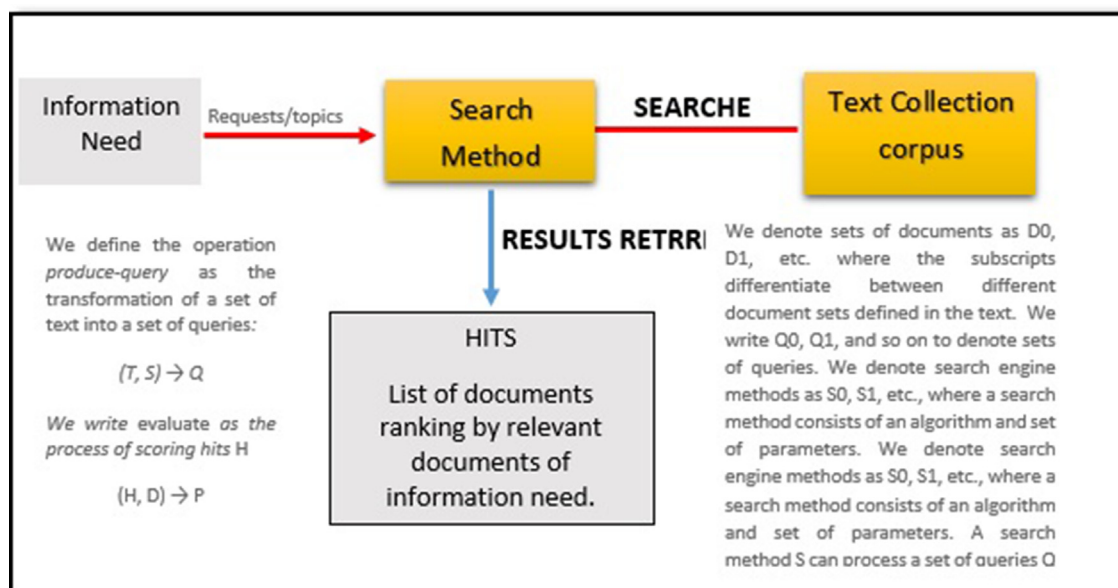 Information
Need
Requests/topics
Search
Method
SEARCHE
Text Collection
corpus
We define the operation
produce-query as the
transformation of a set of
text into a set of queries:
(T, S) → Q
We write evaluate as the
process of scoring hits H
(H, D) → P
RESULTS RETRRI
HITS
List of documents
ranking by relevant
documents of
information need.
We denote sets of documents as D0,
D1, etc. where the subscripts
differentiate between different
document sets defined in the text. We
write Q0, Q1, and so on to denote sets
of queries. We denote search engine
methods as S0, S1, etc., where a search
method consists of an algorithm and set
of parameters. We denote search
engine methods as S0, S1, etc., where a
search method consists of an algorithm
and set of parameters. A search
method S can process a set of queries Q